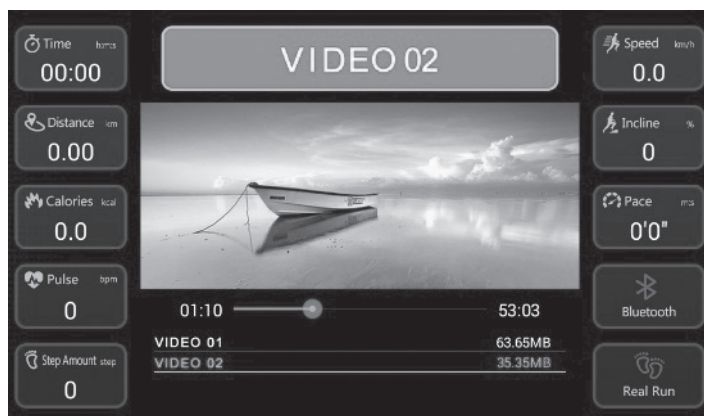 Time h:m:s
00:00
Distance km
0.00
Calories kcal
0.0
Pulse bpm
0
Step Amount step
0
VIDEO 02
01:10 53:03
VIDEO 01 63.65MB
VIDEO 02 35.35MB
Speed km/h
0.0
Incline %
0
Pace m:s
0'0"
Bluetooth
Real Run